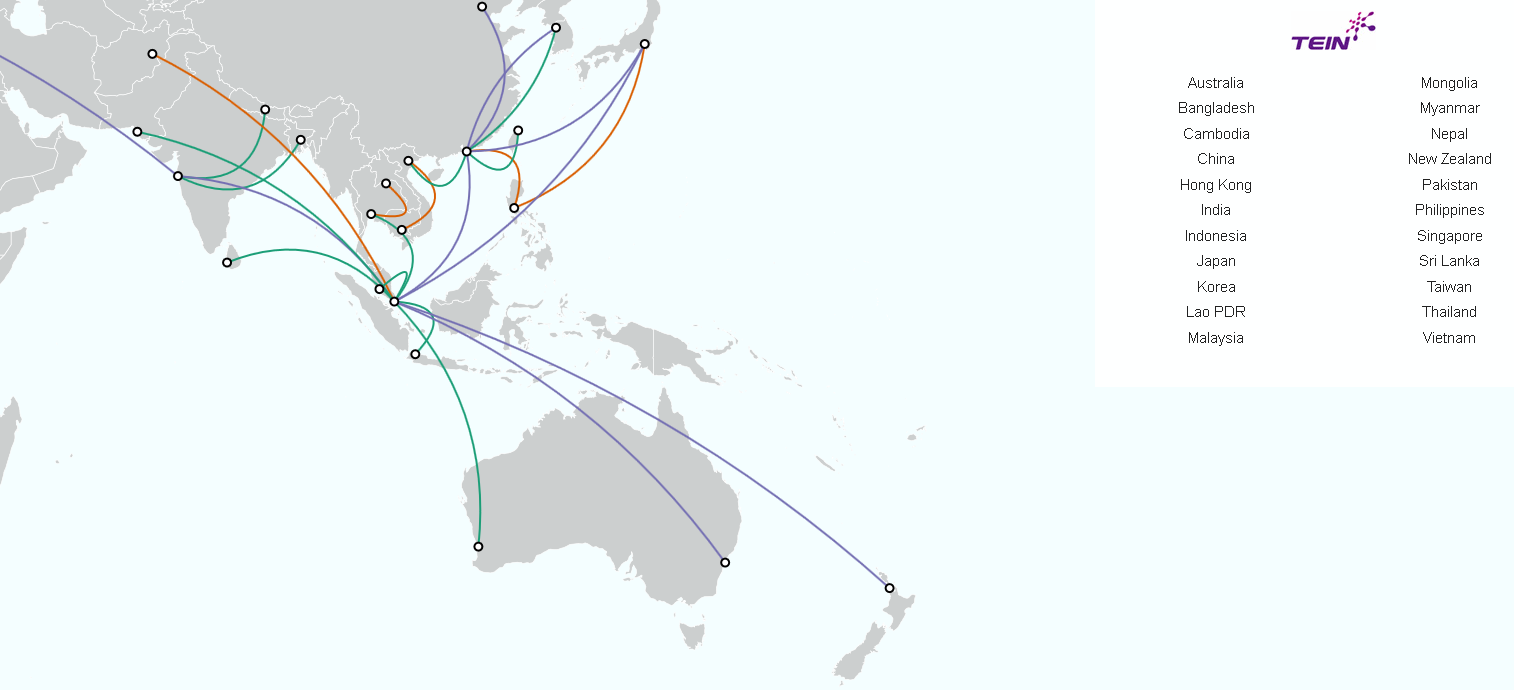 TEIN
Australia Mongolia
Bangladesh Myanmar
Cambodia Nepal
China New Zealand
Hong Kong Pakistan
India Philippines
Indonesia Singapore
Japan Sri Lanka
Korea Taiwan
Lao PDR Thailand
Malaysia Vietnam